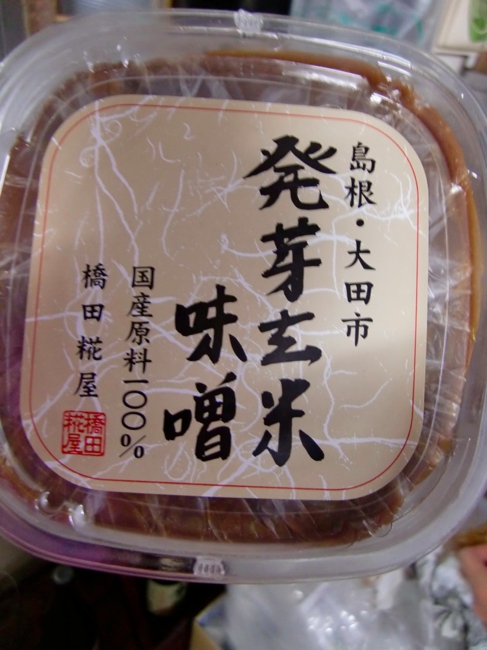 島根・大田市
発芽玄米
味噌
国産原料一〇〇%
橋田糀屋
橋田
糀屋